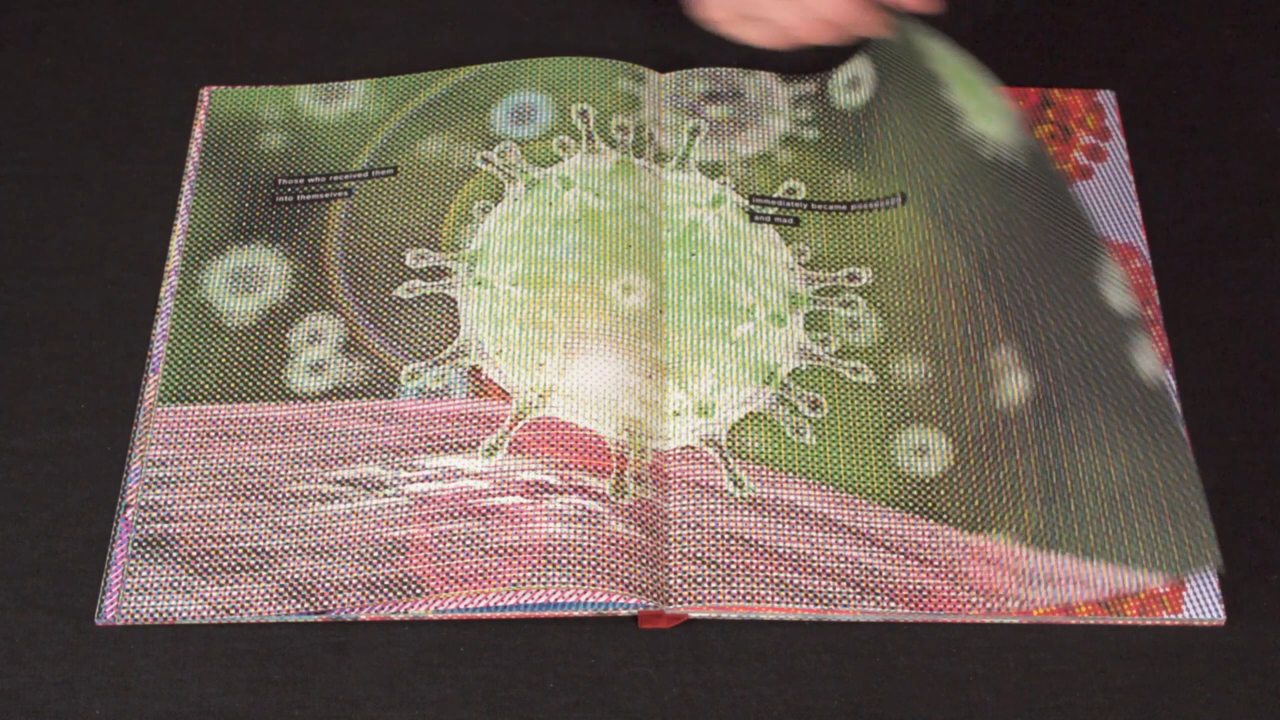 Those who received them
into themselves
immediately became possessed
and mad.